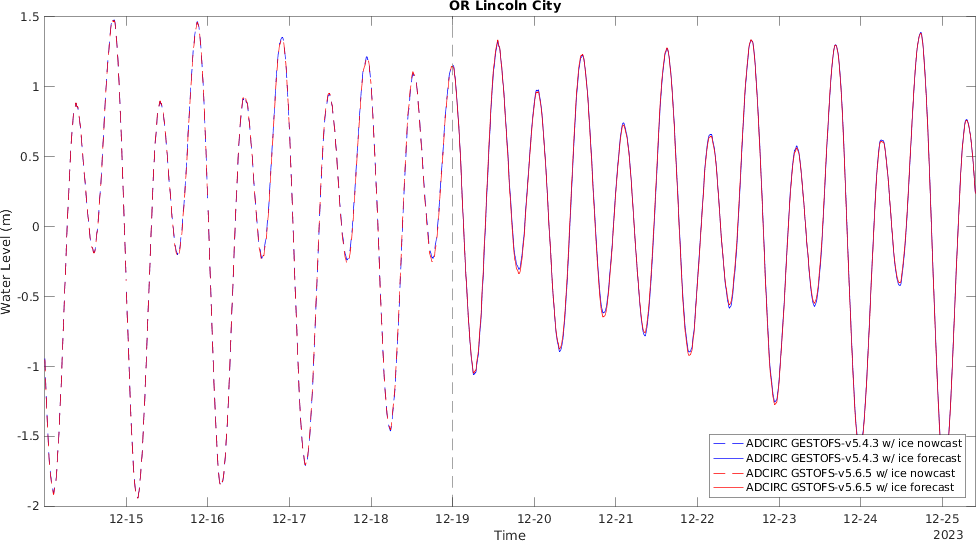 OR Lincoln City
1.5
1
0.5
0
-0.5
-1
-1.5
-2
Water Level (m)
12-15 12-16 12-17 12-18 12-19 12-20 12-21 12-22 12-23 12-24 12-25
Time
2023
ADCIRC GESTOFS-v5.4.3 w/ ice nowcast
ADCIRC GESTOFS-v5.4.3 w/ ice forecast
ADCIRC GSTOFS-v5.6.5 w/ ice nowcast
ADCIRC GSTOFS-v5.6.5 w/ ice forecast